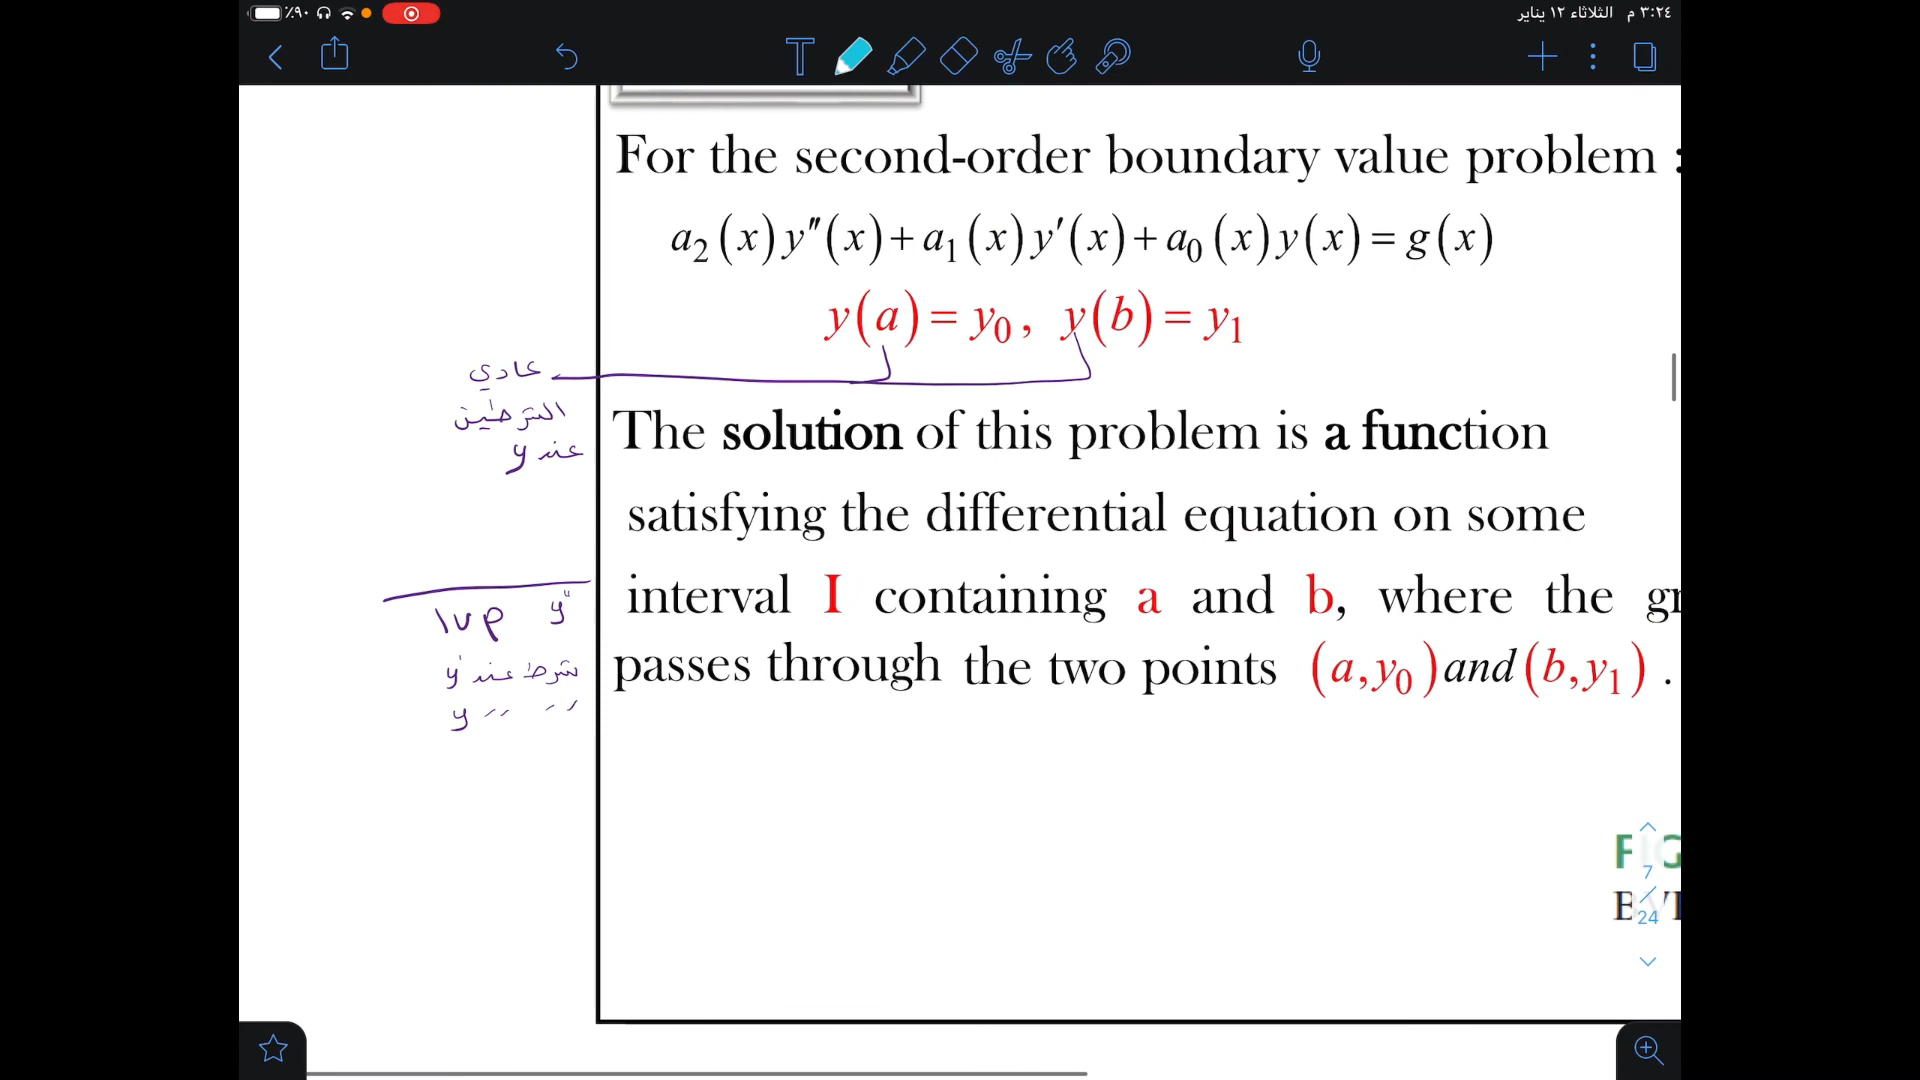 ٪٩٠
٣:٢٤ م الثلاثاء ١٢ يناير
T
For the second-order boundary value problem :
a₂(x)y″(x)+a₁(x)y′(x)+a₀(x)y(x)=g(x)
y(a)=y₀, y(b)=y₁
عادي
الشرطين
عند y
The solution of this problem is a function
satisfying the differential equation on some
interval I containing a and b, where the gr
passes through the two points (a,y₀) and (b,y₁) .
IVP y″
شرط عند y′
〃 〃 y
FIG
7
24